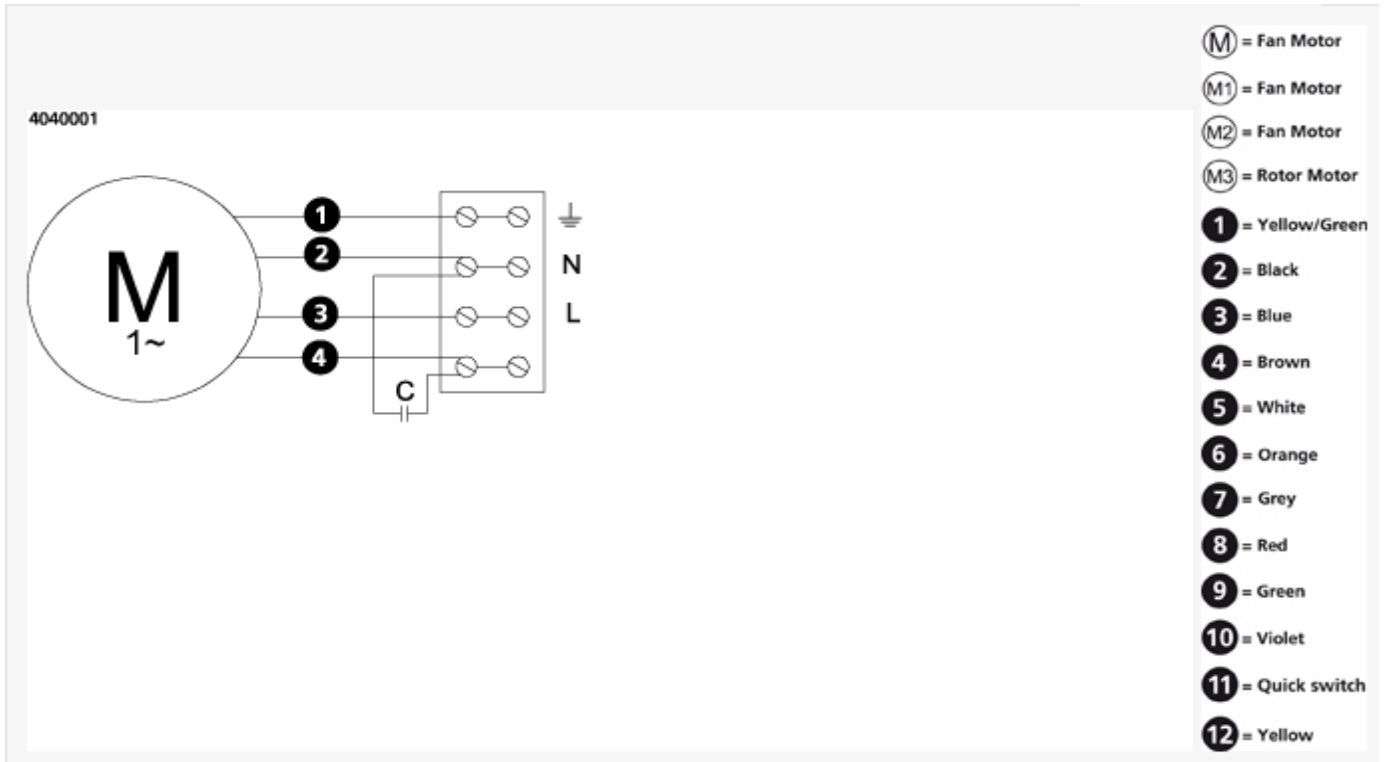 4040001
M
1~
1
2
3
4
C
N
L
M = Fan Motor
M1 = Fan Motor
M2 = Fan Motor
M3 = Rotor Motor
1 = Yellow/Green
2 = Black
3 = Blue
4 = Brown
5 = White
6 = Orange
7 = Grey
8 = Red
9 = Green
10 = Violet
11 = Quick switch
12 = Yellow